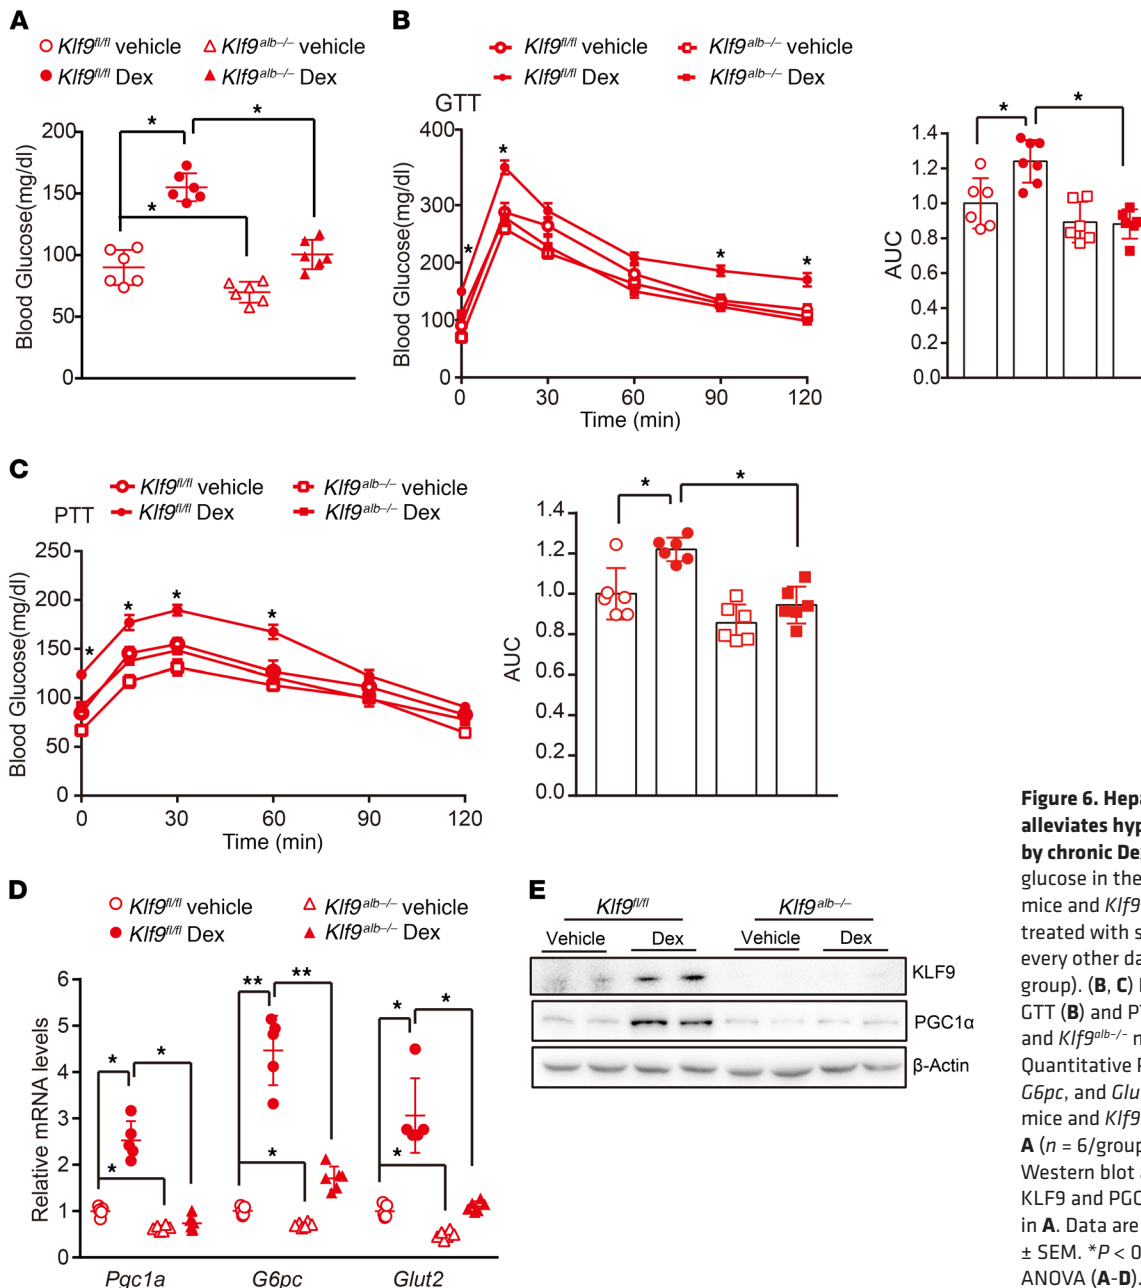 A
Klf9fl/fl vehicle
Klf9alb–/– vehicle
Klf9fl/fl Dex
Klf9alb–/– Dex
Blood Glucose(mg/dl)
200
150
100
50
0
*
*
*
B
Klf9fl/fl vehicle
Klf9alb–/– vehicle
Klf9fl/fl Dex
Klf9alb–/– Dex
GTT
Blood Glucose(mg/dl)
400
300
200
100
0
*
*
*
*
0 30 60 90 120
Time (min)
AUC
1.4
1.2
1.0
0.8
0.6
0.4
0.2
0.0
*
*
C
Klf9fl/fl vehicle
Klf9alb–/– vehicle
Klf9fl/fl Dex
Klf9alb–/– Dex
PTT
Blood Glucose(mg/dl)
250
200
150
100
50
0
*
*
*
*
0 30 60 90 120
Time (min)
AUC
1.4
1.2
1.0
0.8
1.0
0.4
0.2
0.0
*
*
D
Klf9fl/fl vehicle
Klf9alb–/– vehicle
Klf9fl/fl Dex
Klf9alb–/– Dex
Relative mRNA levels
6
5
4
3
2
1
0
*
*
*
**
**
*
*
*
*
Pgc1a G6pc Glut2
E
Klf9fl/fl Klf9alb–/–
Vehicle Dex Vehicle Dex
KLF9
PGC1α
β-Actin
Figure 6.
alleviates
by chronic
glucose in the
mice and
treated with
every other
group). (B, C)
GTT (B) and
and Klf9alb-/-
Quantitative
G6pc, and
mice and
A (n = 6/group
Western blot
KLF9 and
in A. Data are
± SEM. *P < 0
ANOVA (A-D).